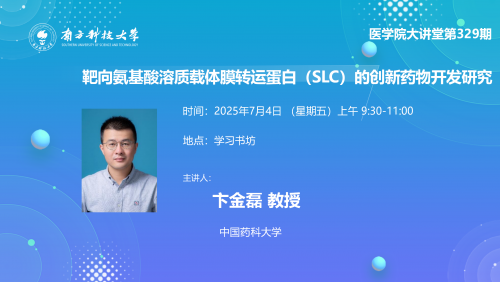 南方科技大学
SOUTHERN UNIVERSITY OF SCIENCE AND TECHNOLOGY
医学院大讲堂第329期
靶向氨基酸溶质载体膜转运蛋白（SLC）的创新药物开发研究
时间：2025年7月4日 （星期五）上午 9:30-11:00
地点：学习书坊
主讲人：
卞金磊 教授
中国药科大学